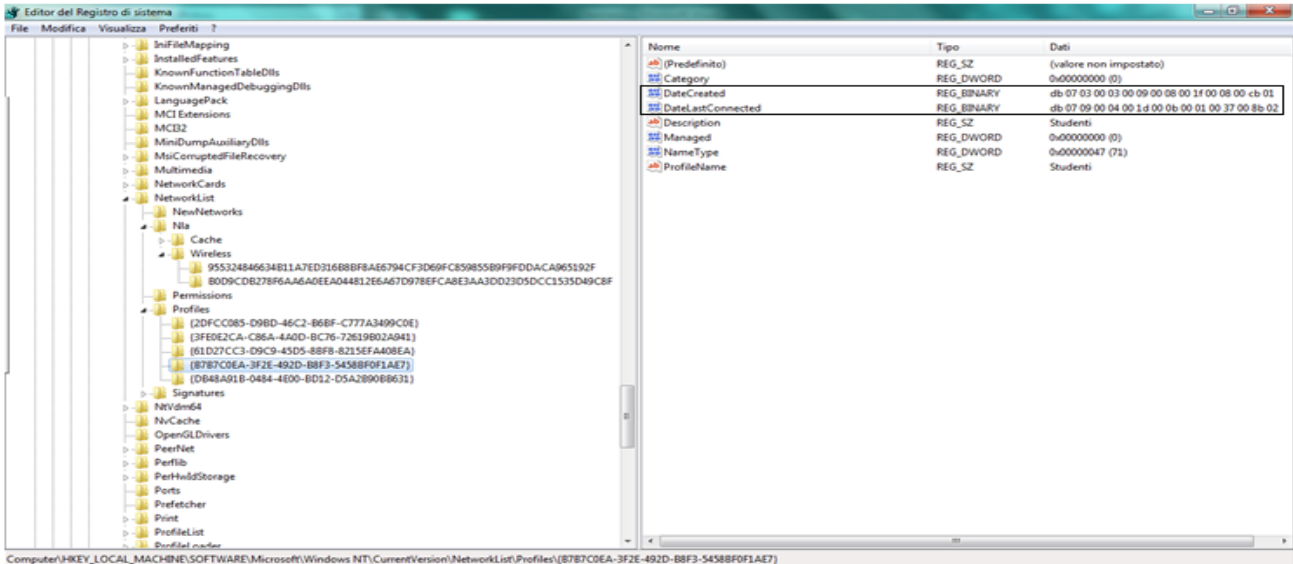 Editor del Registro di sistema
File Modifica Visualizza Preferiti ?
IniFileMapping
InstalledFeatures
KnownFunctionTableDlls
KnownManagedDebuggingDlls
LanguagePack
MCI Extensions
MCI32
MiniDumpAuxiliaryDlls
MsiCorruptedFileRecovery
Multimedia
NetworkCards
NetworkList
NewNetworks
Nla
Cache
Wireless
955324846634B11A7ED316B8BF8AE6794CF3D69FC859855B9F9FDDACA965192F
B0D9CDB278F6AA6A0EEA044812E6A67D978EFCA8E3AA3DD23D5DCC1535D49C8F
Permissions
Profiles
{2DFCC085-D9BD-46C2-B6BF-C777A3499C0E}
{3FE0E2CA-C86A-4A0D-BC76-72619B02A941}
{61D27CC3-D9C9-45D5-8BF8-8215EFA408EA}
{B7B7C0EA-3F2E-492D-B8F3-5458BF0F1AE7}
{DB48A91B-0484-4E00-BD12-D5A2B90BB631}
Signatures
NtVdm64
NvCache
OpenGLDrivers
PeerNet
Perflib
PerHwIdStorage
Ports
Prefetcher
Print
ProfileList
ProfileLoader
Nome Tipo Dati
(Predefinito) REG_SZ (valore non impostato)
Category REG_DWORD 0x00000000 (0)
DateCreated REG_BINARY db 07 03 00 03 00 09 00 08 00 1f 00 08 00 cb 01
DateLastConnected REG_BINARY db 07 09 00 04 00 1d 00 0b 00 01 00 37 00 8b 02
Description REG_SZ Studenti
Managed REG_DWORD 0x00000000 (0)
NameType REG_DWORD 0x00000047 (71)
ProfileName REG_SZ Studenti
Computer\HKEY_LOCAL_MACHINE\SOFTWARE\Microsoft\Windows NT\CurrentVersion\NetworkList\Profiles\{B7B7C0EA-3F2E-492D-B8F3-5458BF0F1AE7}